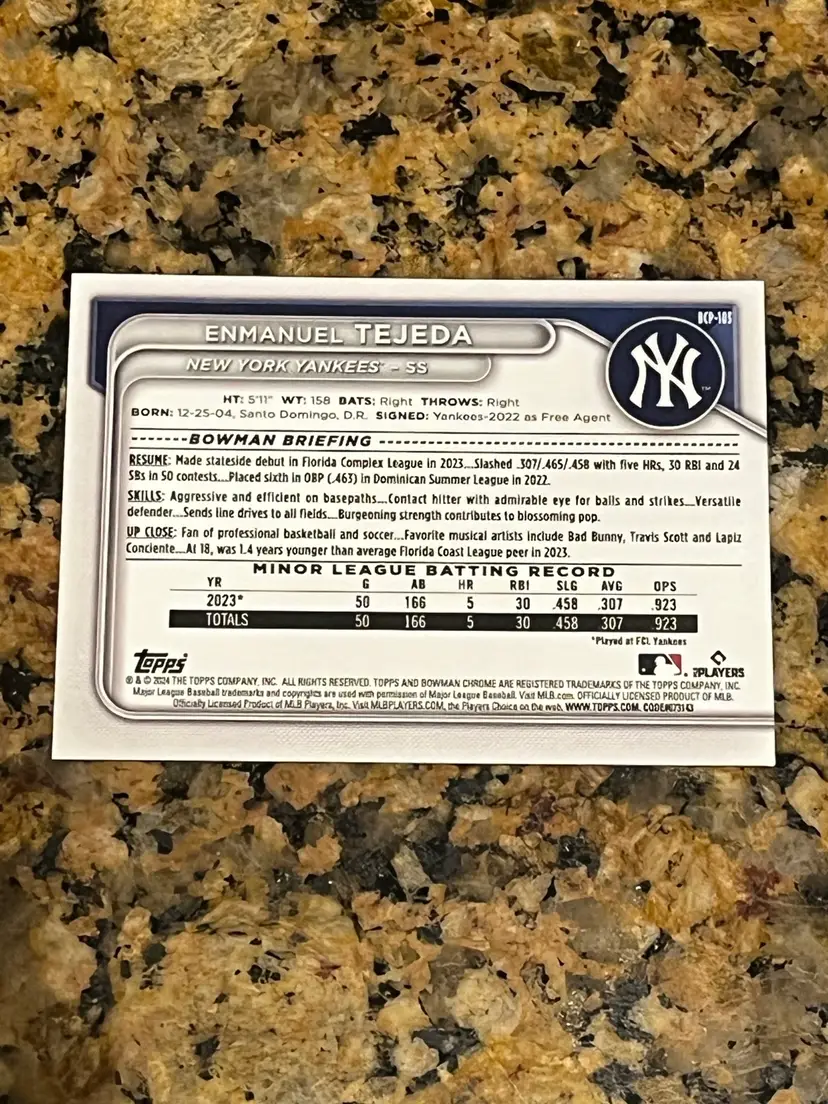 BCP-105
ENMANUEL TEJEDA
NEW YORK YANKEES™ – SS
NY
HT: 5'11" WT: 158 BATS: Right THROWS: Right
BORN: 12-25-04, Santo Domingo, D.R. SIGNED: Yankees-2022 as Free Agent
BOWMAN BRIEFING
RESUME: Made stateside debut in Florida Complex League in 2023....Slashed .307/.465/.458 with five HRs, 30 RBI and 24
SBs in 50 contests....Placed sixth in OBP (.463) in Dominican Summer League in 2022.
SKILLS: Aggressive and efficient on basepaths....Contact hitter with admirable eye for balls and strikes....Versatile
defender....Sends line drives to all fields....Burgeoning strength contributes to blossoming pop.
UP CLOSE: Fan of professional basketball and soccer....Favorite musical artists include Bad Bunny, Travis Scott and Lapiz
Conciente....At 18, was 1.4 years younger than average Florida Coast League peer in 2023.
MINOR LEAGUE BATTING RECORD
YR G AB HR RBI SLG AVG OPS
2023* 50 166 5 30 .458 .307 .923
TOTALS 50 166 5 30 .458 .307 .923
*Played at FCL Yankees
Topps
PLAYERS
® & © 2024 THE TOPPS COMPANY, INC. ALL RIGHTS RESERVED. TOPPS AND BOWMAN CHROME ARE REGISTERED TRADEMARKS OF THE TOPPS COMPANY, INC.
Major League Baseball trademarks and copyrights are used with permission of Major League Baseball. Visit MLB.com. OFFICIALLY LICENSED PRODUCT OF MLB.
Officially Licensed Product of MLB Players, Inc. Visit MLBPLAYERS.COM, the Players Choice on the web. WWW.TOPPS.COM. CODE#073143